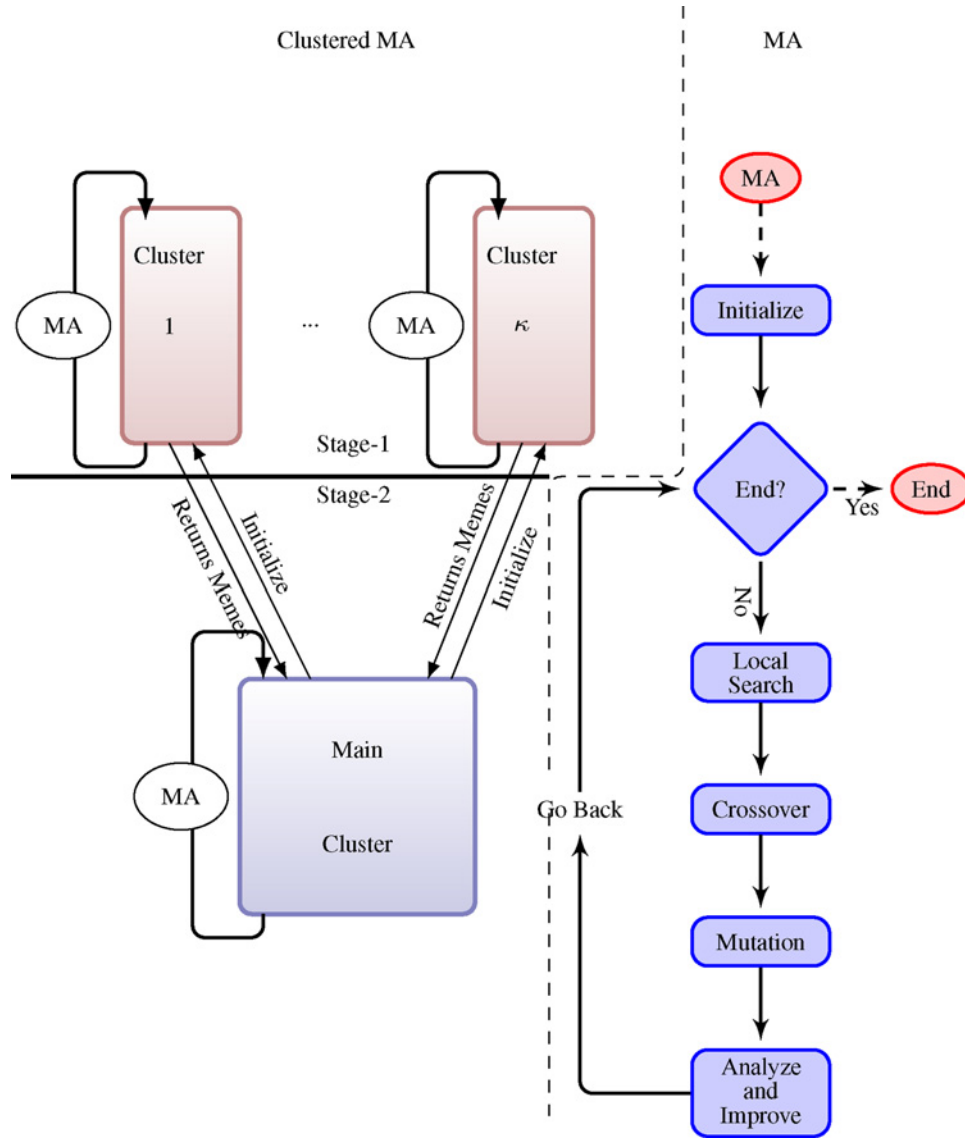 Clustered MA
MA
MA
Cluster
Cluster
Initialize
MA
1
...
MA
κ
Stage-1
Stage-2
End?
End
Yes
Returns Memes
Initialize
Returns Memes
Initialize
No
Local
Search
Main
MA
Cluster
Go Back
Crossover
Mutation
Analyze
and
Improve